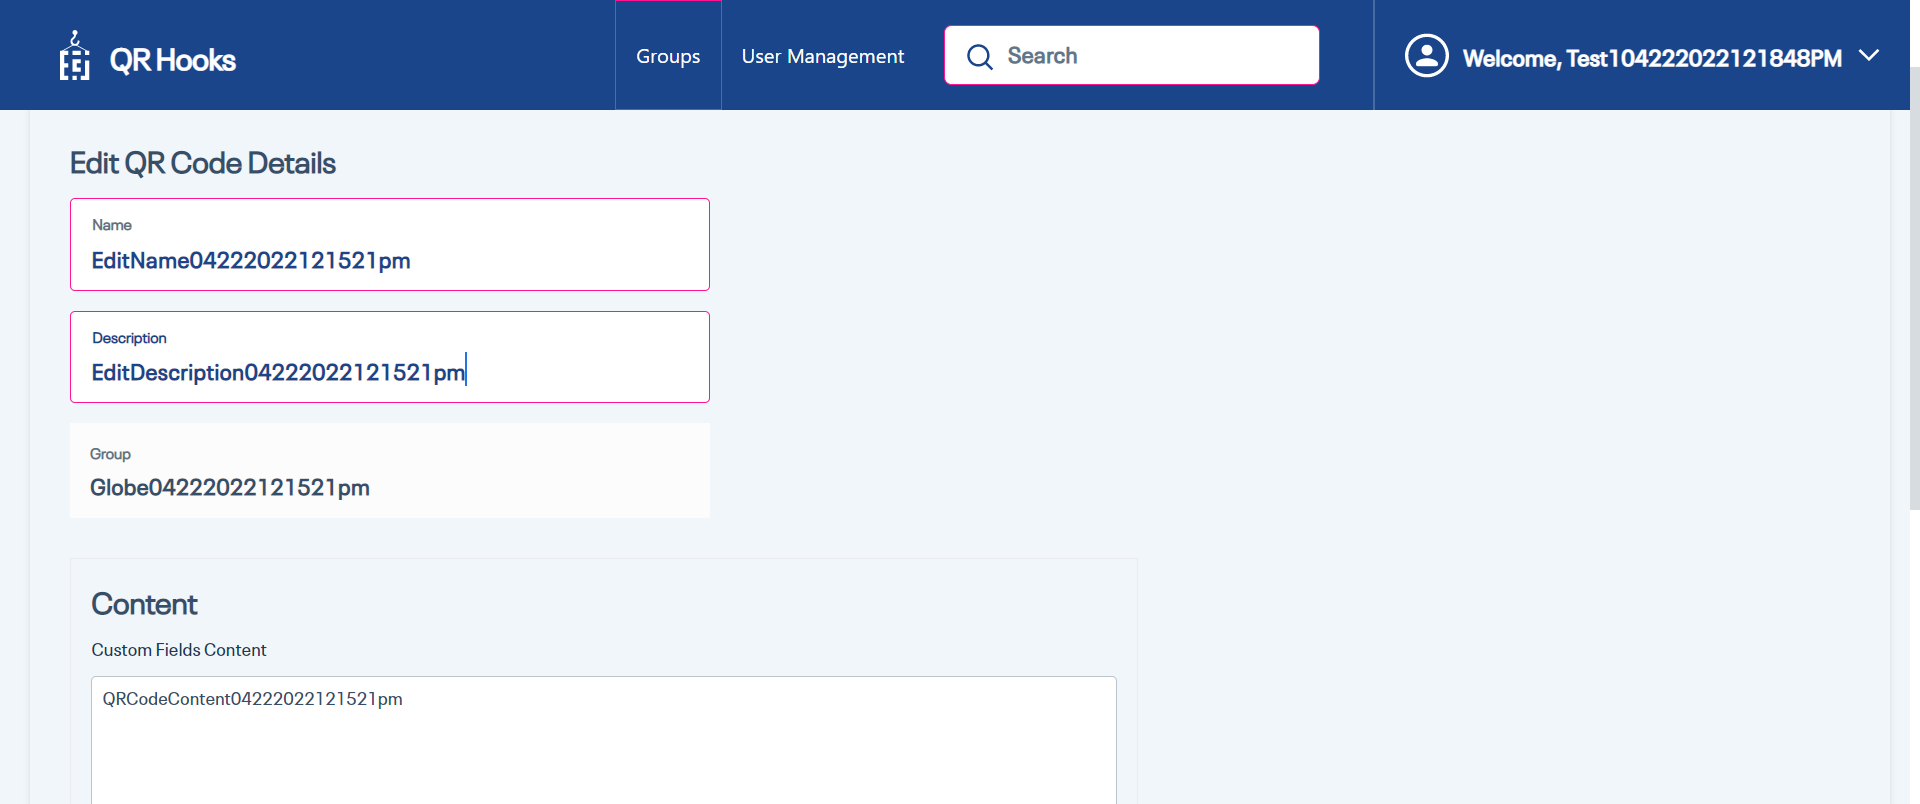 QR Hooks
Groups
User Management
Search
Welcome, Test104222022121848PM
Edit QR Code Details
Name
EditName04222022121521pm
Description
EditDescription04222022121521pm
Group
Globe04222022121521pm
Content
Custom Fields Content
QRCodeContent04222022121521pm